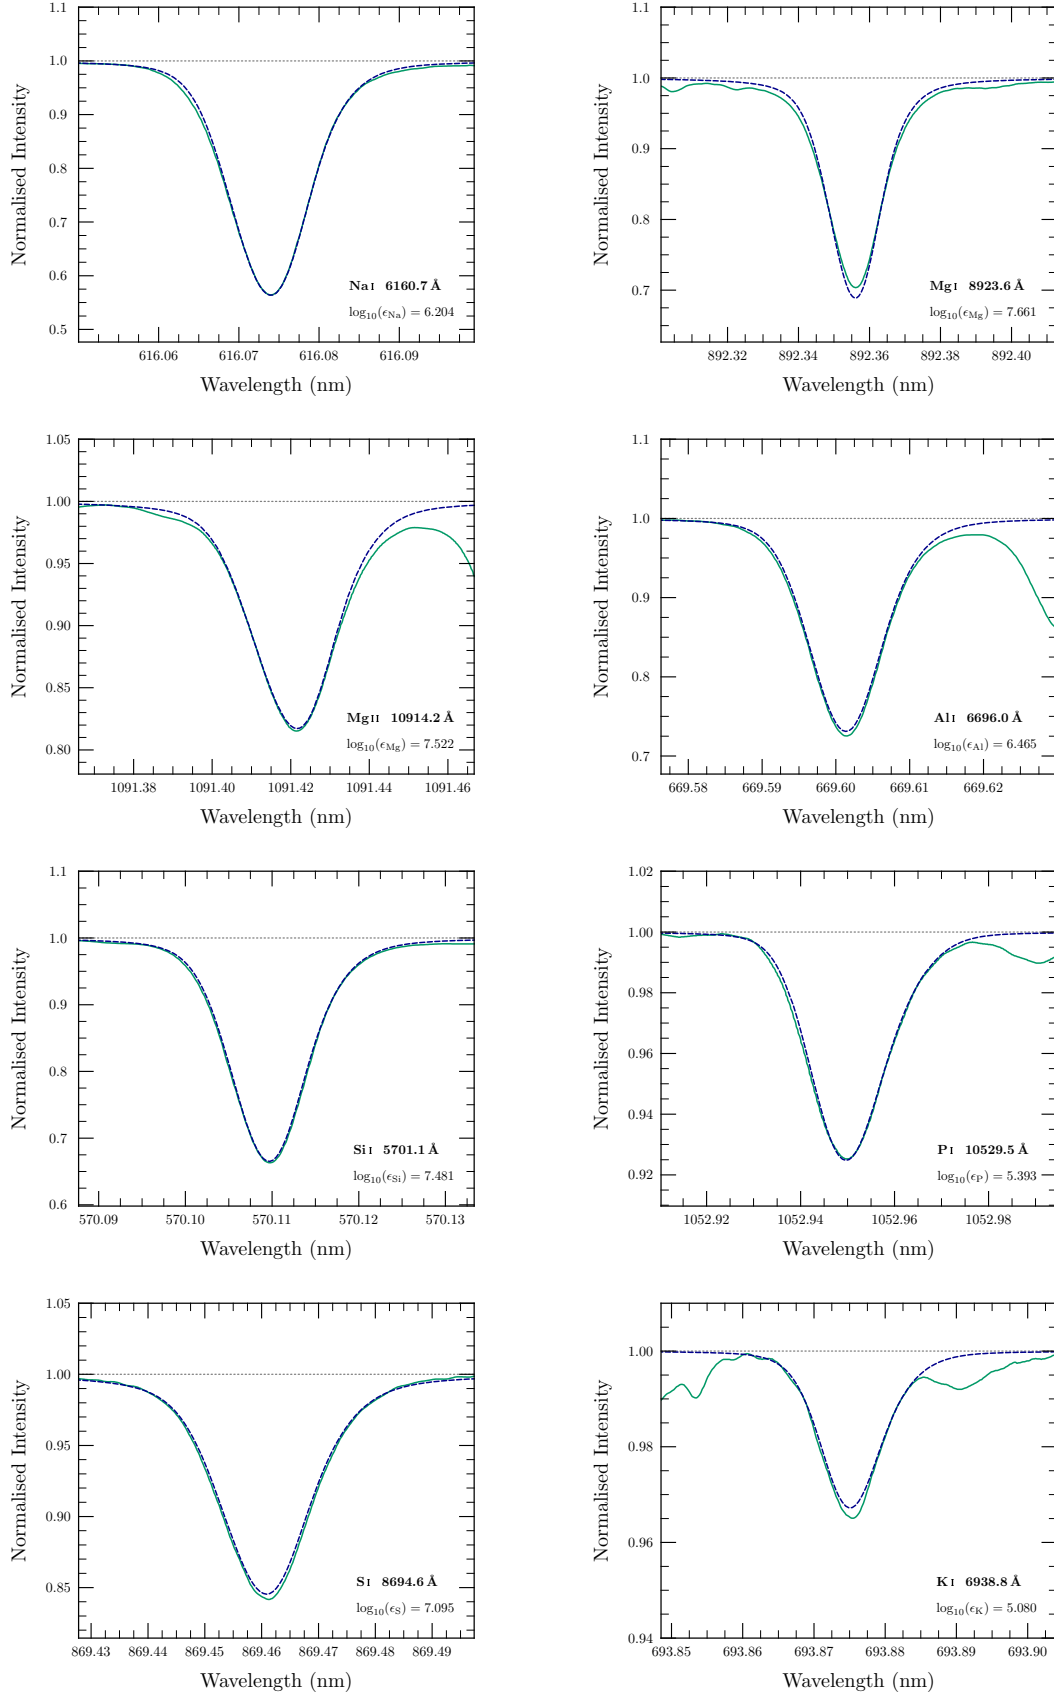 1.0
0.9
0.8
0.7
0.6
0.5
Normalised Intensity
Na I 6160.7 Å
log10(ϵNa) = 6.204
616.06 616.07 616.08 616.09
Wavelength (nm)
1.1
1.0
0.9
0.8
0.7
Normalised Intensity
Mg I 8923.6 Å
log10(ϵMg) = 7.661
892.32 892.34 892.36 892.38 892.40
Wavelength (nm)
1.05
1.00
0.95
0.90
0.85
0.80
Normalised Intensity
Mg II 10914.2 Å
log10(ϵMg) = 7.522
1091.38 1091.40 1091.42 1091.44 1091.46
Wavelength (nm)
1.1
1.0
0.9
0.8
0.7
Normalised Intensity
Al I 6696.0 Å
log10(ϵAl) = 6.465
669.58 669.59 669.60 669.61 669.62
Wavelength (nm)
1.1
1.0
0.9
0.8
0.7
0.6
Normalised Intensity
Si I 5701.1 Å
log10(ϵSi) = 7.481
570.09 570.10 570.11 570.12 570.13
Wavelength (nm)
1.02
1.00
0.98
0.96
0.94
0.92
Normalised Intensity
P I 10529.5 Å
log10(ϵP) = 5.393
1052.92 1052.94 1052.96 1052.98
Wavelength (nm)
1.05
1.00
0.95
0.90
0.85
Normalised Intensity
S I 8694.6 Å
log10(ϵS) = 7.095
869.43 869.44 869.45 869.46 869.47 869.48 869.49
Wavelength (nm)
1.00
0.98
0.96
0.94
Normalised Intensity
K I 6938.8 Å
log10(ϵK) = 5.080
693.85 693.86 693.87 693.88 693.89 693.90
Wavelength (nm)